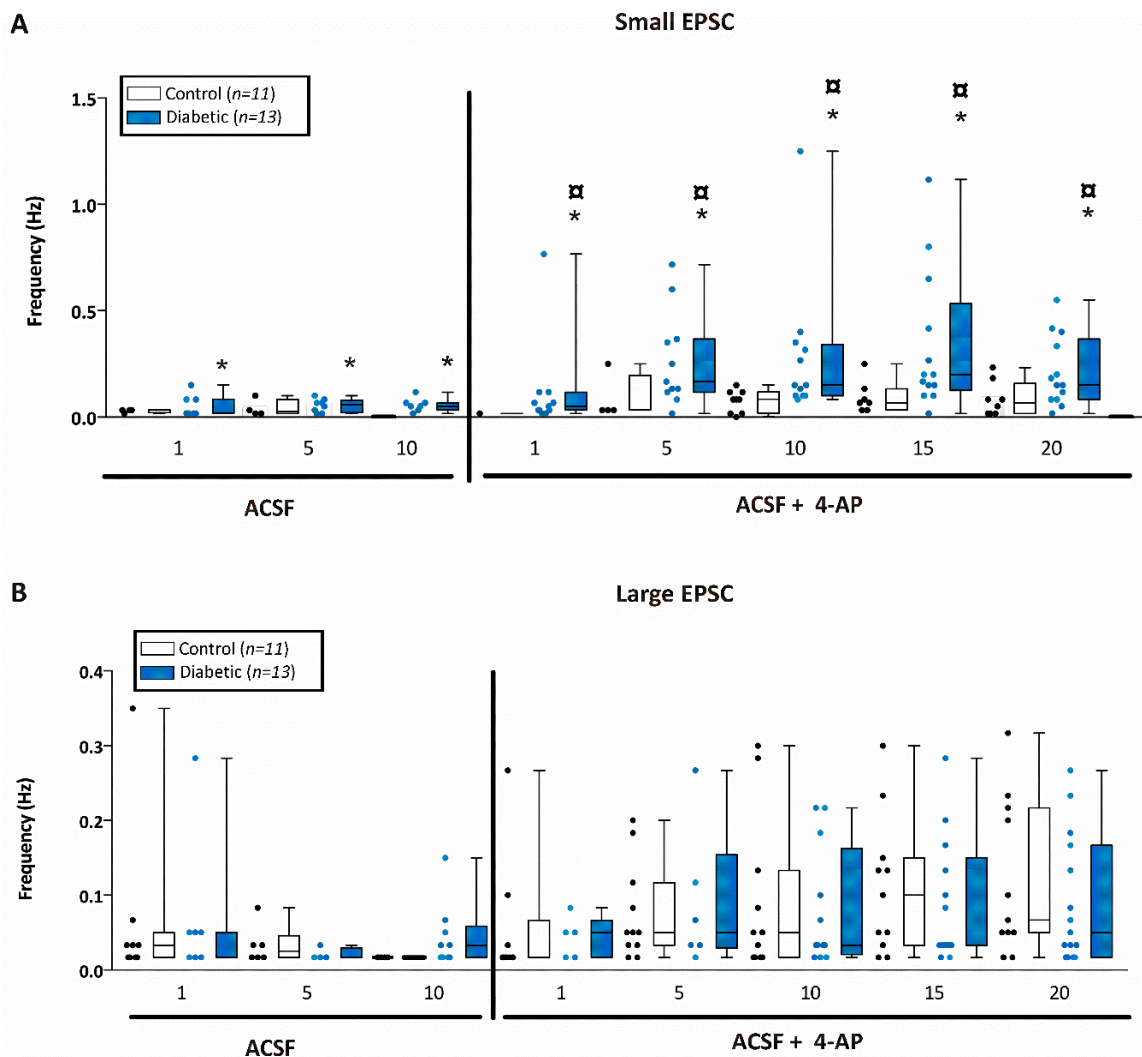 A
Small EPSC
Control (n=11)
Diabetic (n=13)
Frequency (Hz)
1.5
1.0
0.5
0.0
¤ ¤
* *
¤ ¤ ¤
* * *
* * *
1 5 10 1 5 10 15 20
ACSF ACSF + 4-AP
B
Large EPSC
Control (n=11)
Diabetic (n=13)
Frequency (Hz)
0.4
0.3
0.2
0.1
0.0
1 5 10 1 5 10 15 20
ACSF ACSF + 4-AP